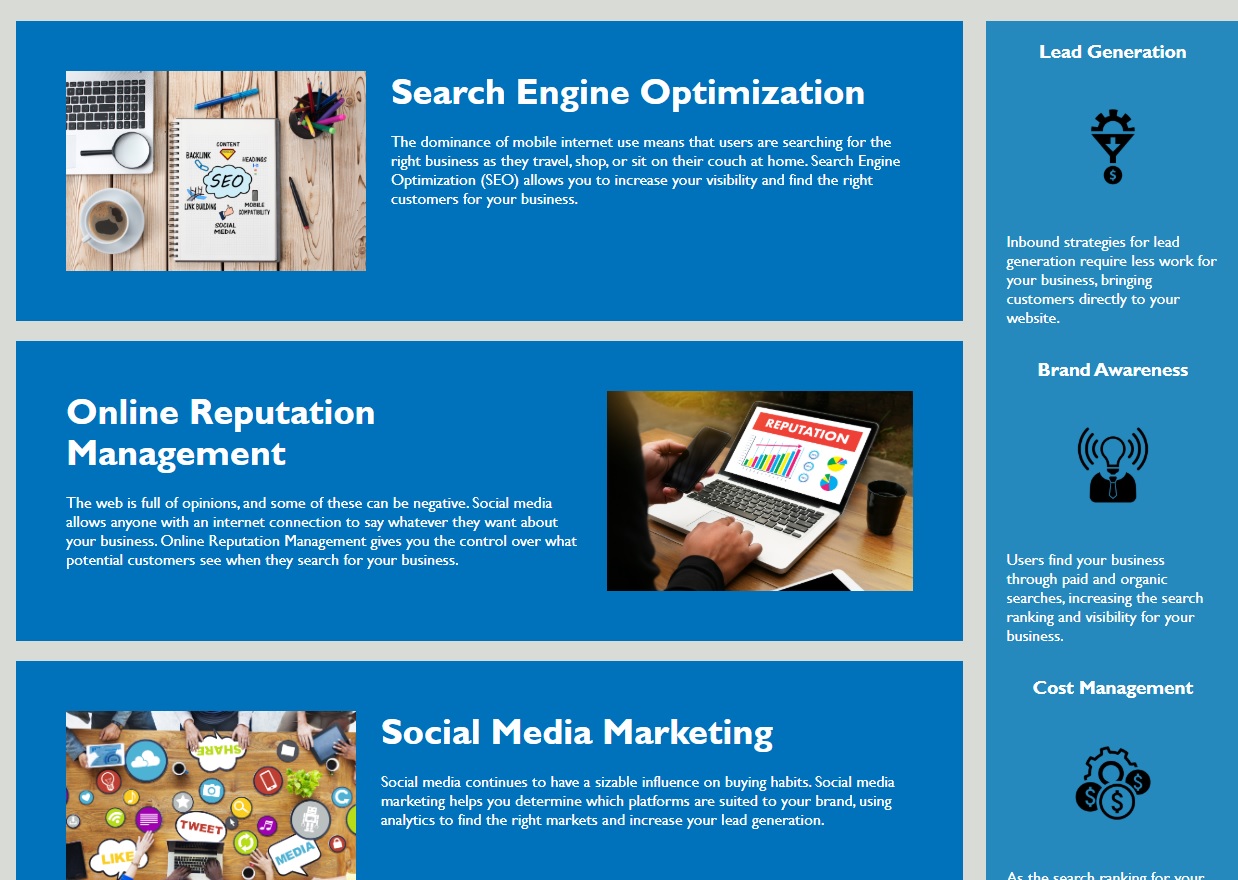 Search Engine Optimization
The dominance of mobile internet use means that users are searching for the
right business as they travel, shop, or sit on their couch at home. Search Engine
Optimization (SEO) allows you to increase your visibility and find the right
customers for your business.
CONTENT
BACKLINK
HEADINGS
SEO
LINK BUILDING
MOBILE
COMPATIBILITY
SOCIAL
MEDIA
Online Reputation
Management
The web is full of opinions, and some of these can be negative. Social media
allows anyone with an internet connection to say whatever they want about
your business. Online Reputation Management gives you the control over what
potential customers see when they search for your business.
REPUTATION
Social Media Marketing
Social media continues to have a sizable influence on buying habits. Social media
marketing helps you determine which platforms are suited to your brand, using
analytics to find the right markets and increase your lead generation.
SHARE
TWEET
LIKE
MEDIA
Lead Generation
$
Inbound strategies for lead
generation require less work for
your business, bringing
customers directly to your
website.
Brand Awareness
Users find your business
through paid and organic
searches, increasing the search
ranking and visibility for your
business.
Cost Management
$ $ $
As the search ranking for your